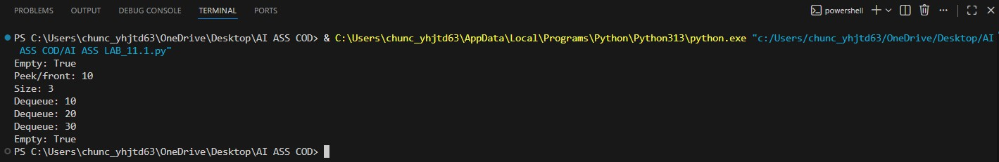 PROBLEMS OUTPUT DEBUG CONSOLE TERMINAL PORTS powershell
PS C:\Users\chunc_yhjtd63\OneDrive\Desktop\AI ASS COD> & C:\Users\chunc_yhjtd63\AppData\Local\Programs\Python\Python313\python.exe "c:/Users/chunc_yhjtd63/OneDrive/Desktop/AI
ASS COD/AI ASS LAB_11.1.py"
Empty: True
Peek/front: 10
Size: 3
Dequeue: 10
Dequeue: 20
Dequeue: 30
Empty: True
PS C:\Users\chunc_yhjtd63\OneDrive\Desktop\AI ASS COD>